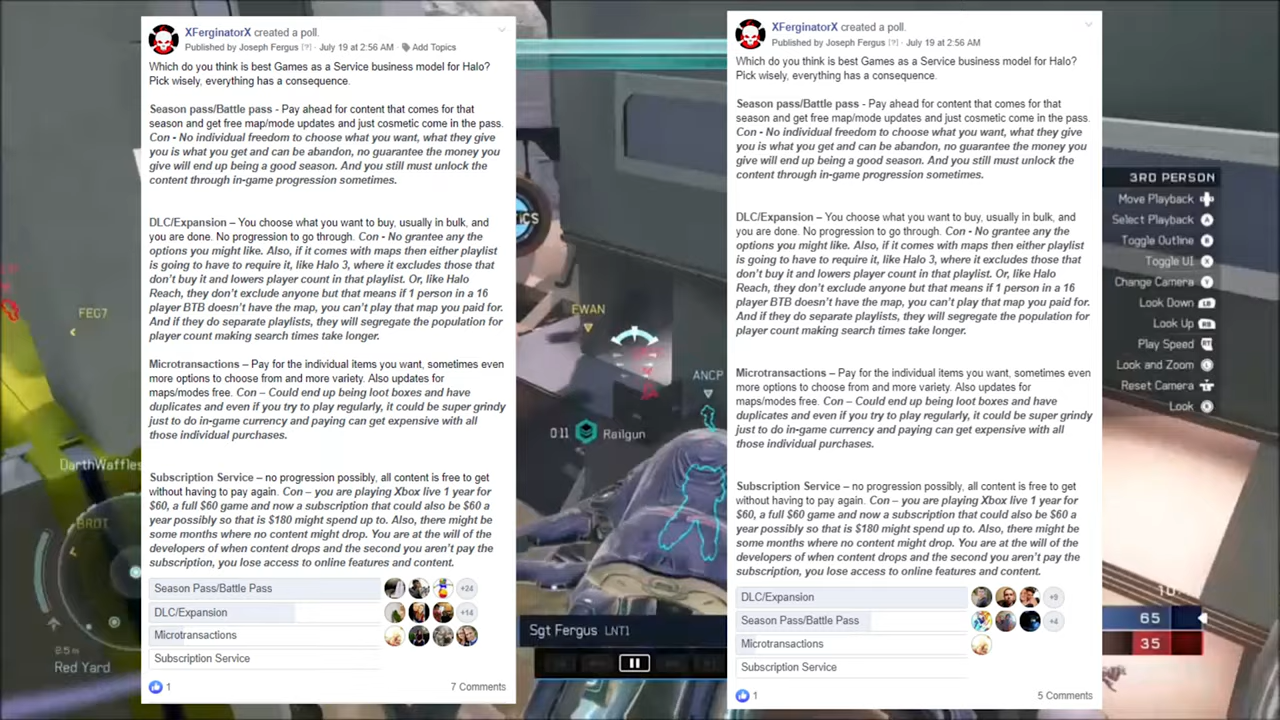 XFerginatorX created a poll.
Published by Joseph Fergus [?] · July 19 at 2:56 AM · Add Topics
Which do you think is best Games as a Service business model for Halo?
Pick wisely, everything has a consequence.
Season pass/Battle pass - Pay ahead for content that comes for that
season and get free map/mode updates and just cosmetic come in the pass.
Con - No individual freedom to choose what you want, what they give
you is what you get and can be abandon, no guarantee the money you
give will end up being a good season. And you still must unlock the
content through in-game progression sometimes.
DLC/Expansion – You choose what you want to buy, usually in bulk, and
you are done. No progression to go through. Con - No grantee any the
options you might like. Also, if it comes with maps then either playlist
is going to have to require it, like Halo 3, where it excludes those that
don't buy it and lowers player count in that playlist. Or, like Halo
Reach, they don't exclude anyone but that means if 1 person in a 16
player BTB doesn't have the map, you can't play that map you paid for.
And if they do separate playlists, they will segregate the population for
player count making search times take longer.
Microtransactions – Pay for the individual items you want, sometimes even
more options to choose from and more variety. Also updates for
maps/modes free. Con – Could end up being loot boxes and have
duplicates and even if you try to play regularly, it could be super grindy
just to do in-game currency and paying can get expensive with all
those individual purchases.
Subscription Service – no progression possibly, all content is free to get
without having to pay again. Con – you are playing Xbox live 1 year for
$60, a full $60 game and now a subscription that could also be $60 a
year possibly so that is $180 might spend up to. Also, there might be
some months where no content might drop. You are at the will of the
developers of when content drops and the second you aren't pay the
subscription, you lose access to online features and content.
Season Pass/Battle Pass +24
DLC/Expansion +14
Microtransactions
Subscription Service
1 7 Comments
XFerginatorX created a poll.
Published by Joseph Fergus [?] · July 19 at 2:56 AM
Which do you think is best Games as a Service business model for Halo?
Pick wisely, everything has a consequence.
Season pass/Battle pass - Pay ahead for content that comes for that
season and get free map/mode updates and just cosmetic come in the pass.
Con - No individual freedom to choose what you want, what they give
you is what you get and can be abandon, no guarantee the money you
give will end up being a good season. And you still must unlock the
content through in-game progression sometimes.
DLC/Expansion – You choose what you want to buy, usually in bulk, and
you are done. No progression to go through. Con - No grantee any the
options you might like. Also, if it comes with maps then either playlist
is going to have to require it, like Halo 3, where it excludes those that
don't buy it and lowers player count in that playlist. Or, like Halo
Reach, they don't exclude anyone but that means if 1 person in a 16
player BTB doesn't have the map, you can't play that map you paid for.
And if they do separate playlists, they will segregate the population for
player count making search times take longer.
Microtransactions – Pay for the individual items you want, sometimes even
more options to choose from and more variety. Also updates for
maps/modes free. Con – Could end up being loot boxes and have
duplicates and even if you try to play regularly, it could be super grindy
just to do in-game currency and paying can get expensive with all
those individual purchases.
Subscription Service – no progression possibly, all content is free to get
without having to pay again. Con – you are playing Xbox live 1 year for
$60, a full $60 game and now a subscription that could also be $60 a
year possibly so that is $180 might spend up to. Also, there might be
some months where no content might drop. You are at the will of the
developers of when content drops and the second you aren't pay the
subscription, you lose access to online features and content.
DLC/Expansion +9
Season Pass/Battle Pass +4
Microtransactions
Subscription Service
1 5 Comments
3RD PERSON
Move Playback
Select Playback A
Toggle Outline B
Toggle UI X
Change Camera Y
Look Down LB
Look Up RB
Play Speed RT
Look and Zoom
Reset Camera
Look
FEG7
EWAN
ANCP
011 Railgun
DarthWaffles
BRDT
Red Yard
Sgt Fergus LNT1
65
35